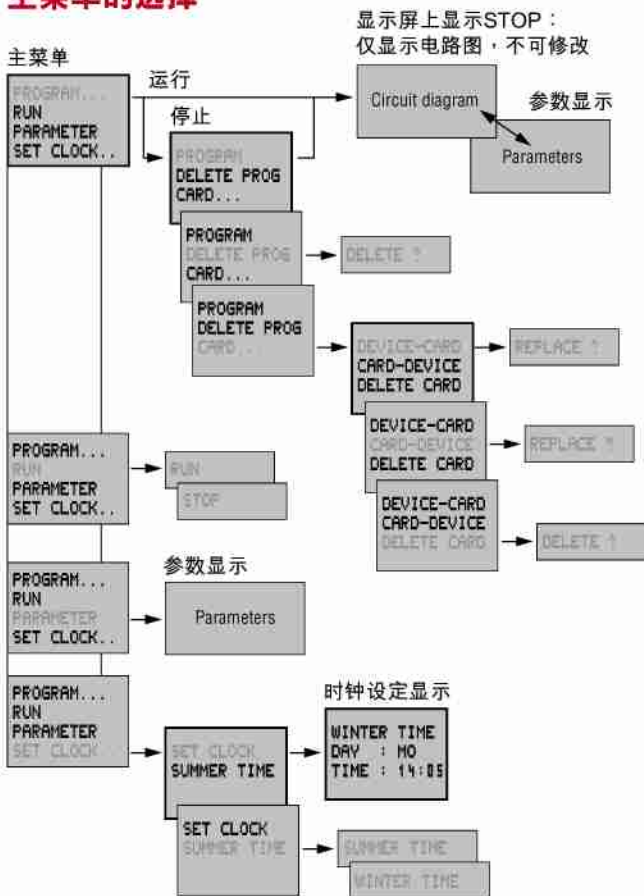 主菜单的选择
显示屏上显示STOP：
仅显示电路图，不可修改
主菜单
PROGRAM...
RUN
PARAMETER
SET CLOCK..
运行
停止
Circuit diagram
参数显示
Parameters
PROGRAM
DELETE PROG
CARD...
PROGRAM
DELETE PROG
CARD...
DELETE ?
PROGRAM
DELETE PROG
CARD...
DEVICE-CARD
CARD-DEVICE
DELETE CARD
REPLACE ?
DEVICE-CARD
CARD-DEVICE
DELETE CARD
REPLACE ?
DEVICE-CARD
CARD-DEVICE
DELETE CARD
DELETE ?
PROGRAM...
RUN
PARAMETER
SET CLOCK..
RUN
STOP
PROGRAM...
RUN
PARAMETER
SET CLOCK..
参数显示
Parameters
PROGRAM...
RUN
PARAMETER
SET CLOCK..
SET CLOCK
SUMMER TIME
时钟设定显示
WINTER TIME
DAY : MO
TIME : 14:05
SET CLOCK
SUMMER TIME
SUMMER TIME
WINTER TIME